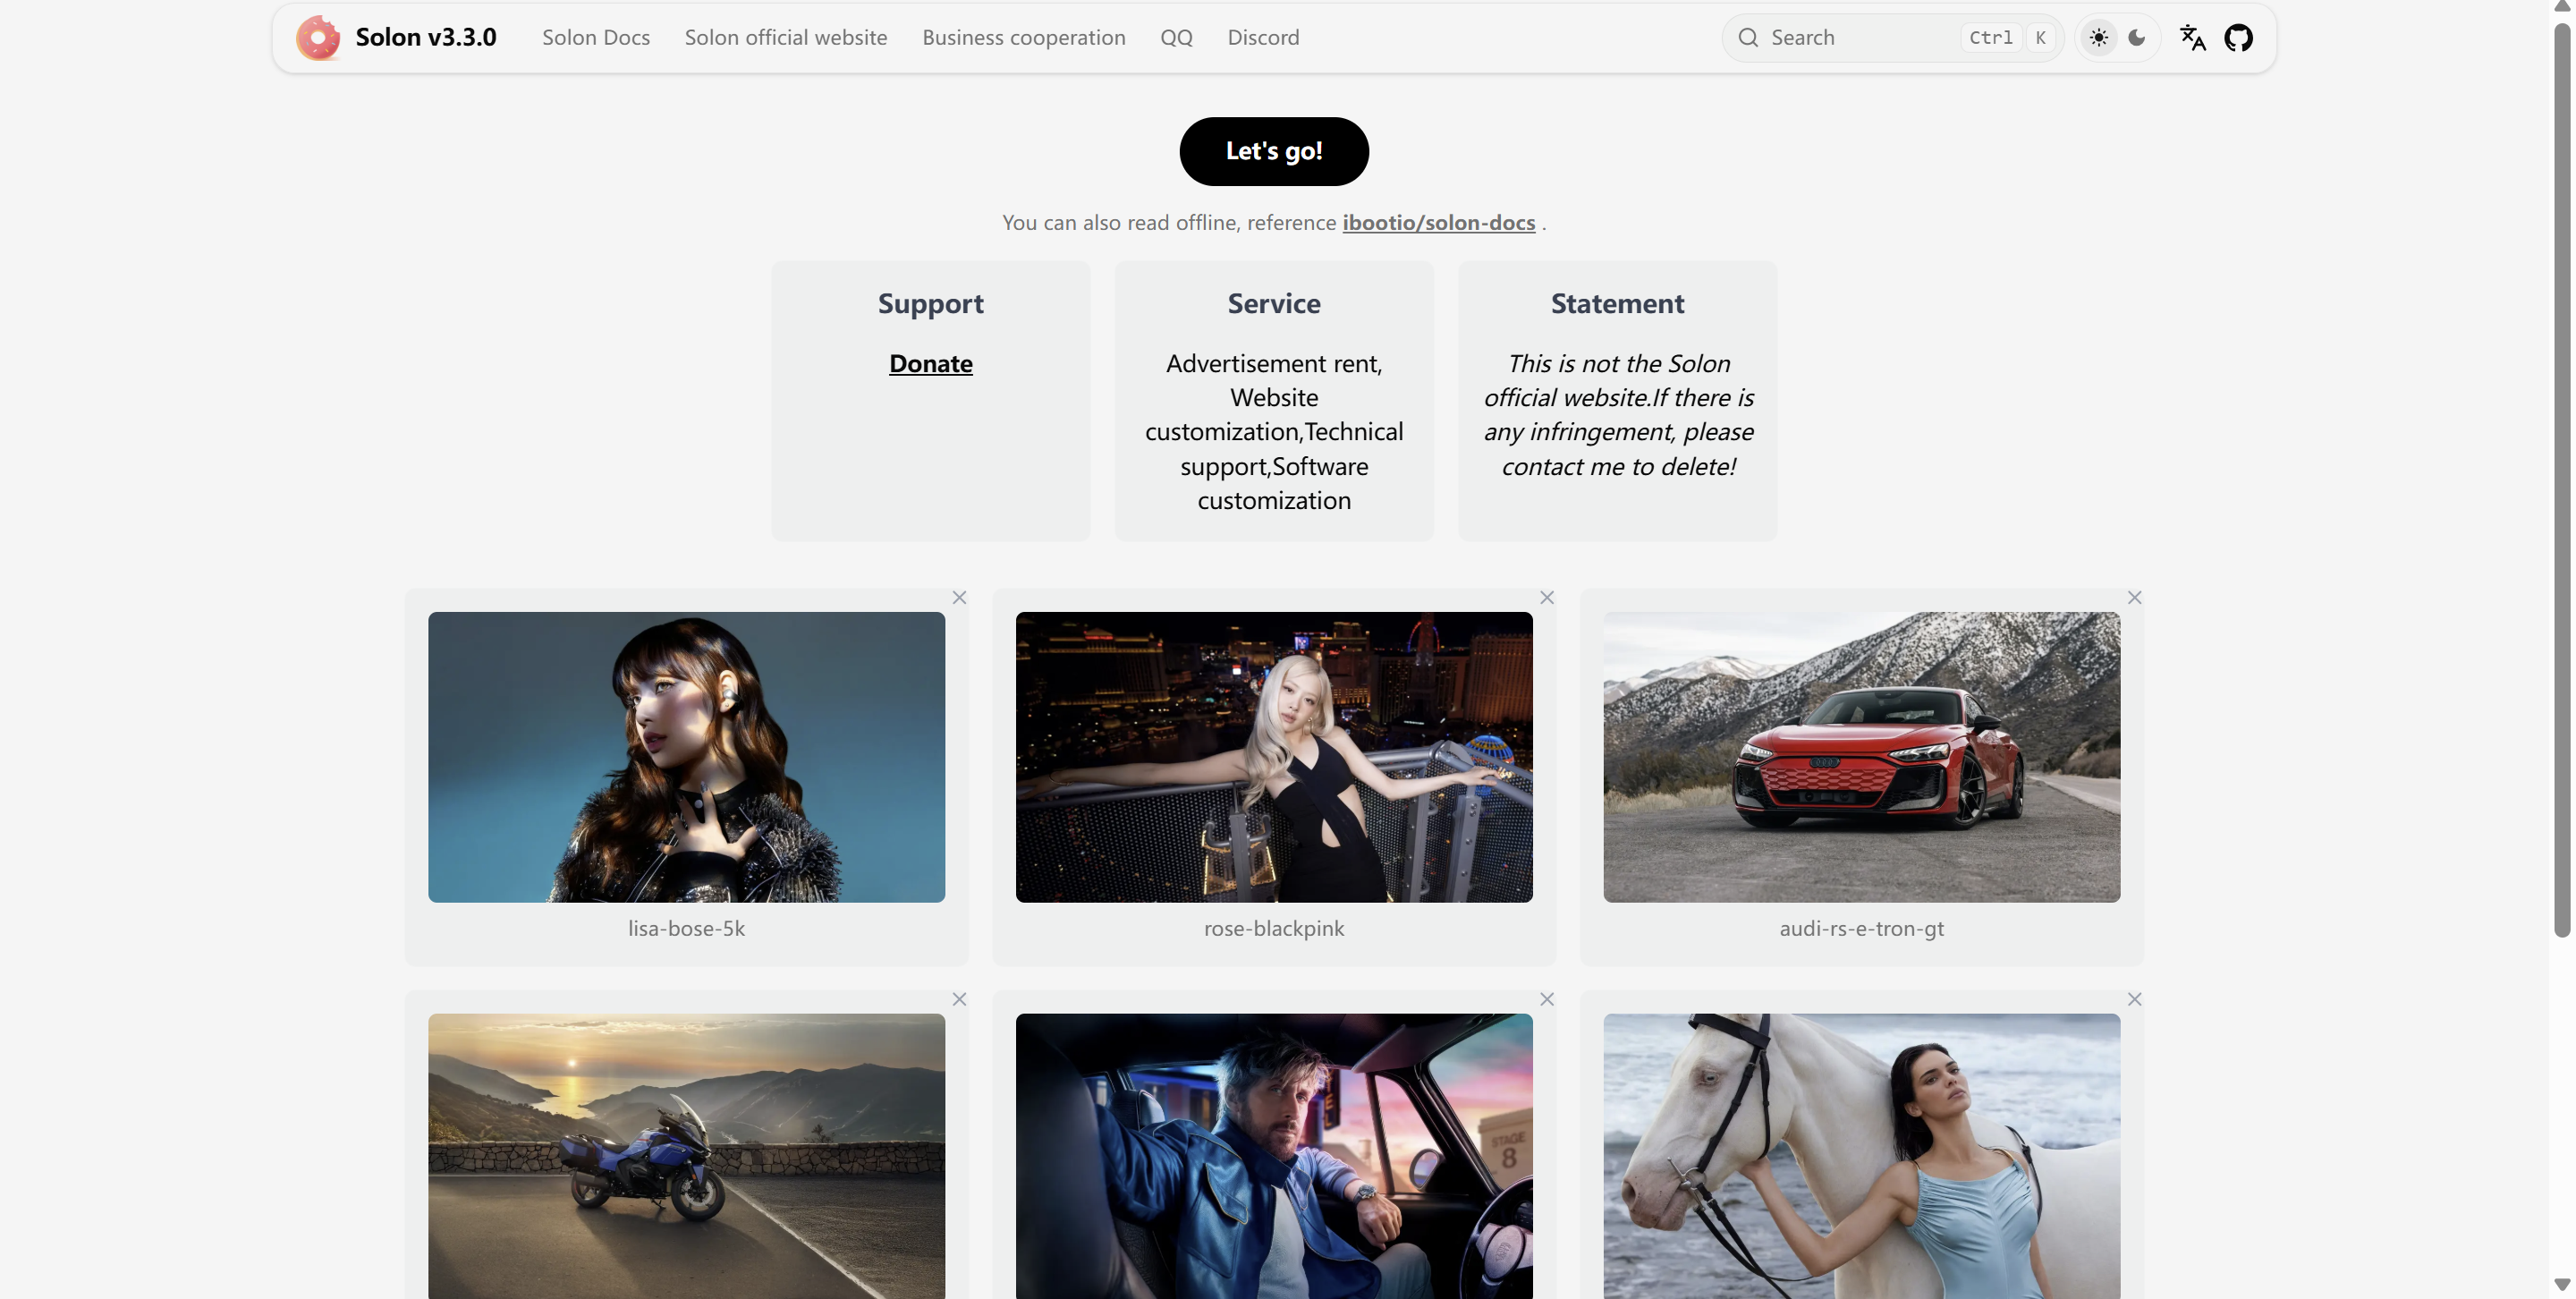 Solon v3.3.0
Solon Docs
Solon official website
Business cooperation
QQ
Discord
Search
Ctrl K
Let's go!
You can also read offline, reference ibootio/solon-docs .
Support
Donate
Service
Advertisement rent,
Website
customization,Technical
support,Software
customization
Statement
This is not the Solon
official website.If there is
any infringement, please
contact me to delete!
lisa-bose-5k
rose-blackpink
audi-rs-e-tron-gt
STAGE
8